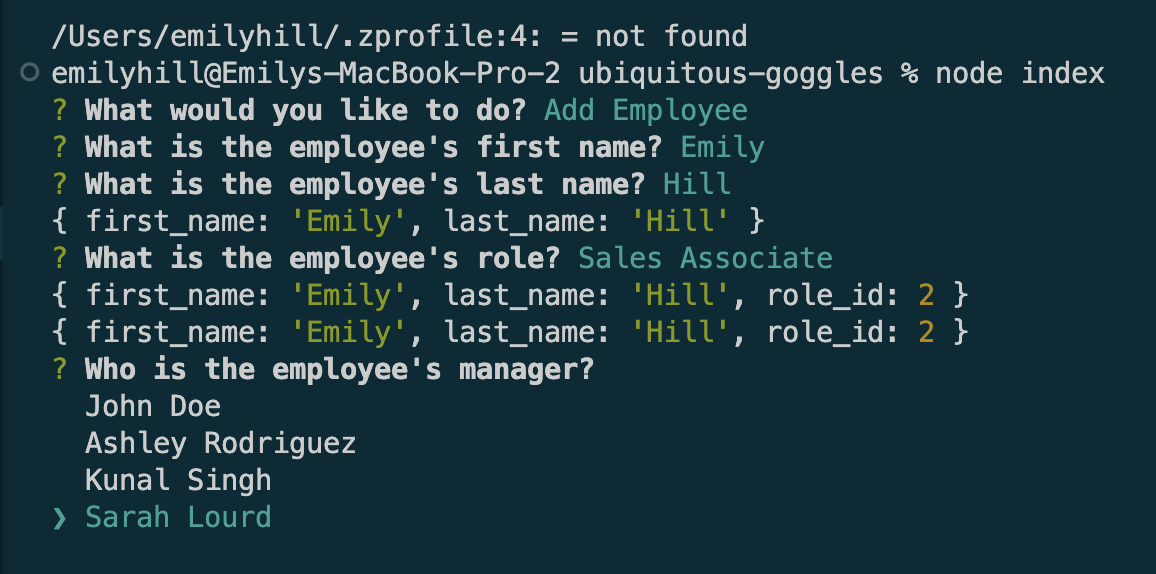 /Users/emilyhill/.zprofile:4: = not found
emilyhill@Emilys-MacBook-Pro-2 ubiquitous-goggles % node index
? What would you like to do? Add Employee
? What is the employee's first name? Emily
? What is the employee's last name? Hill
{ first_name: 'Emily', last_name: 'Hill' }
? What is the employee's role? Sales Associate
{ first_name: 'Emily', last_name: 'Hill', role_id: 2 }
{ first_name: 'Emily', last_name: 'Hill', role_id: 2 }
? Who is the employee's manager?
John Doe
Ashley Rodriguez
Kunal Singh
❯ Sarah Lourd